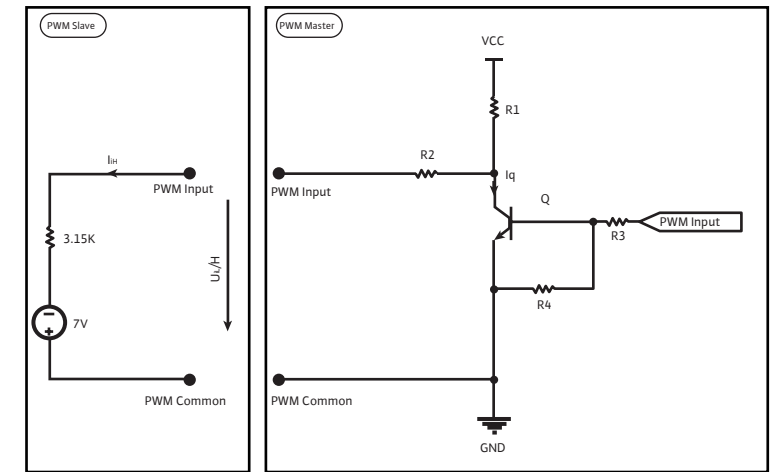 PWM Slave
IiH
PWM Input
3.15K
UiL/H
7V
PWM Common
PWM Master
VCC
R1
R2
PWM Input
Iq
Q
R3
PWM Input
R4
PWM Common
GND